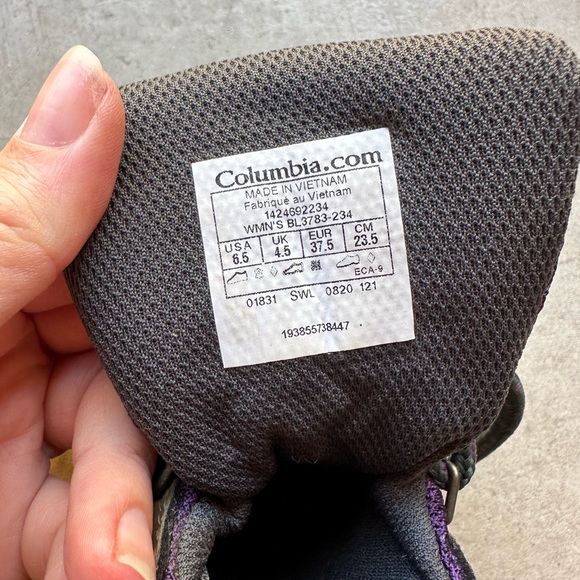 Columbia.com
MADE IN VIETNAM
Fabriqué au Vietnam
1424692234
WMN'S BL3783-234
USA UK EUR CM
6.5 4.5 37.5 23.5
ECA-9
01831 SWL 0820 121
193855738447